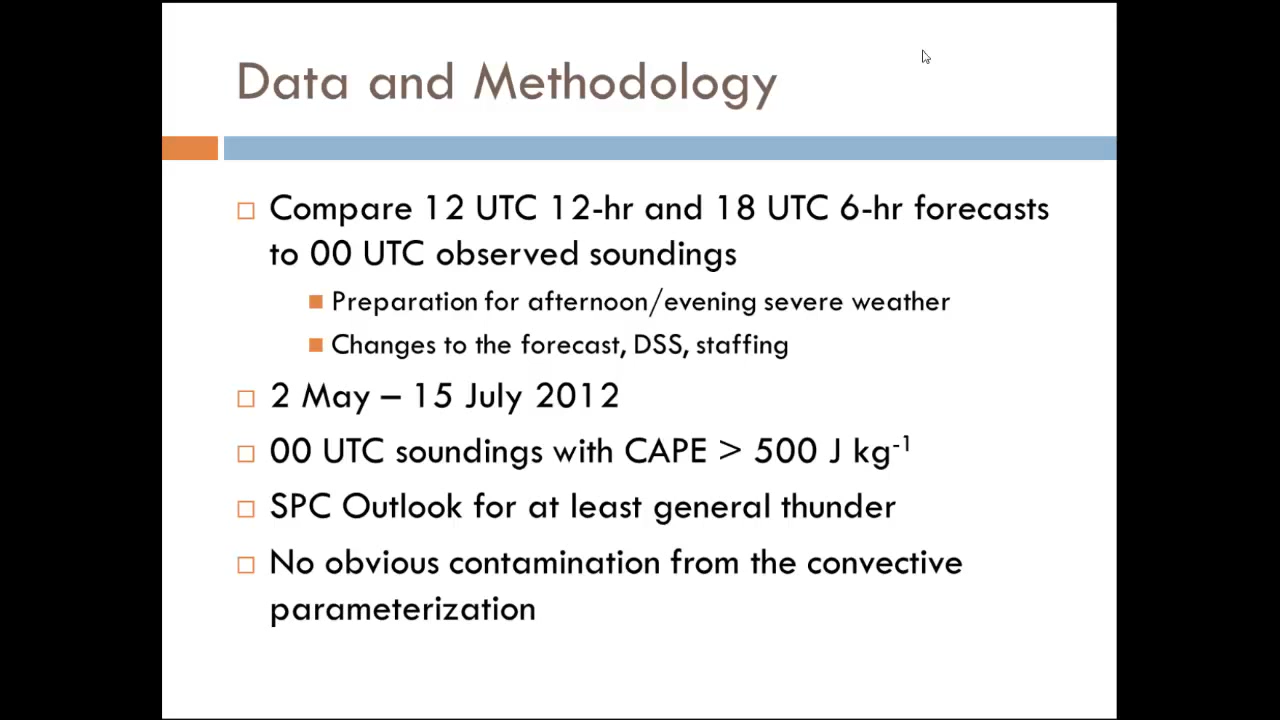 Data and Methodology
Compare 12 UTC 12-hr and 18 UTC 6-hr forecasts
to 00 UTC observed soundings
Preparation for afternoon/evening severe weather
Changes to the forecast, DSS, staffing
2 May – 15 July 2012
00 UTC soundings with CAPE > 500 J kg⁻¹
SPC Outlook for at least general thunder
No obvious contamination from the convective
parameterization